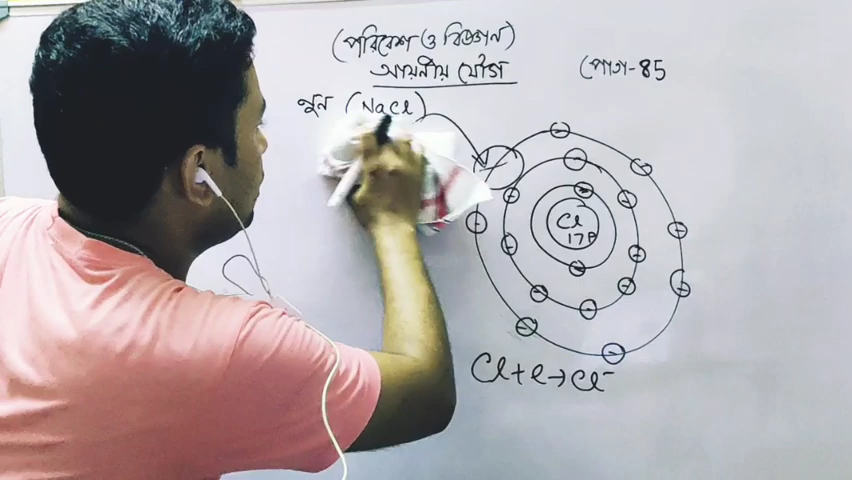 (পরিবেশ ও বিজ্ঞান)
আয়নীয় যৌগ
(পাতা-85
নুন (NaCl)
Cl
17P
Cl+e→Cl⁻